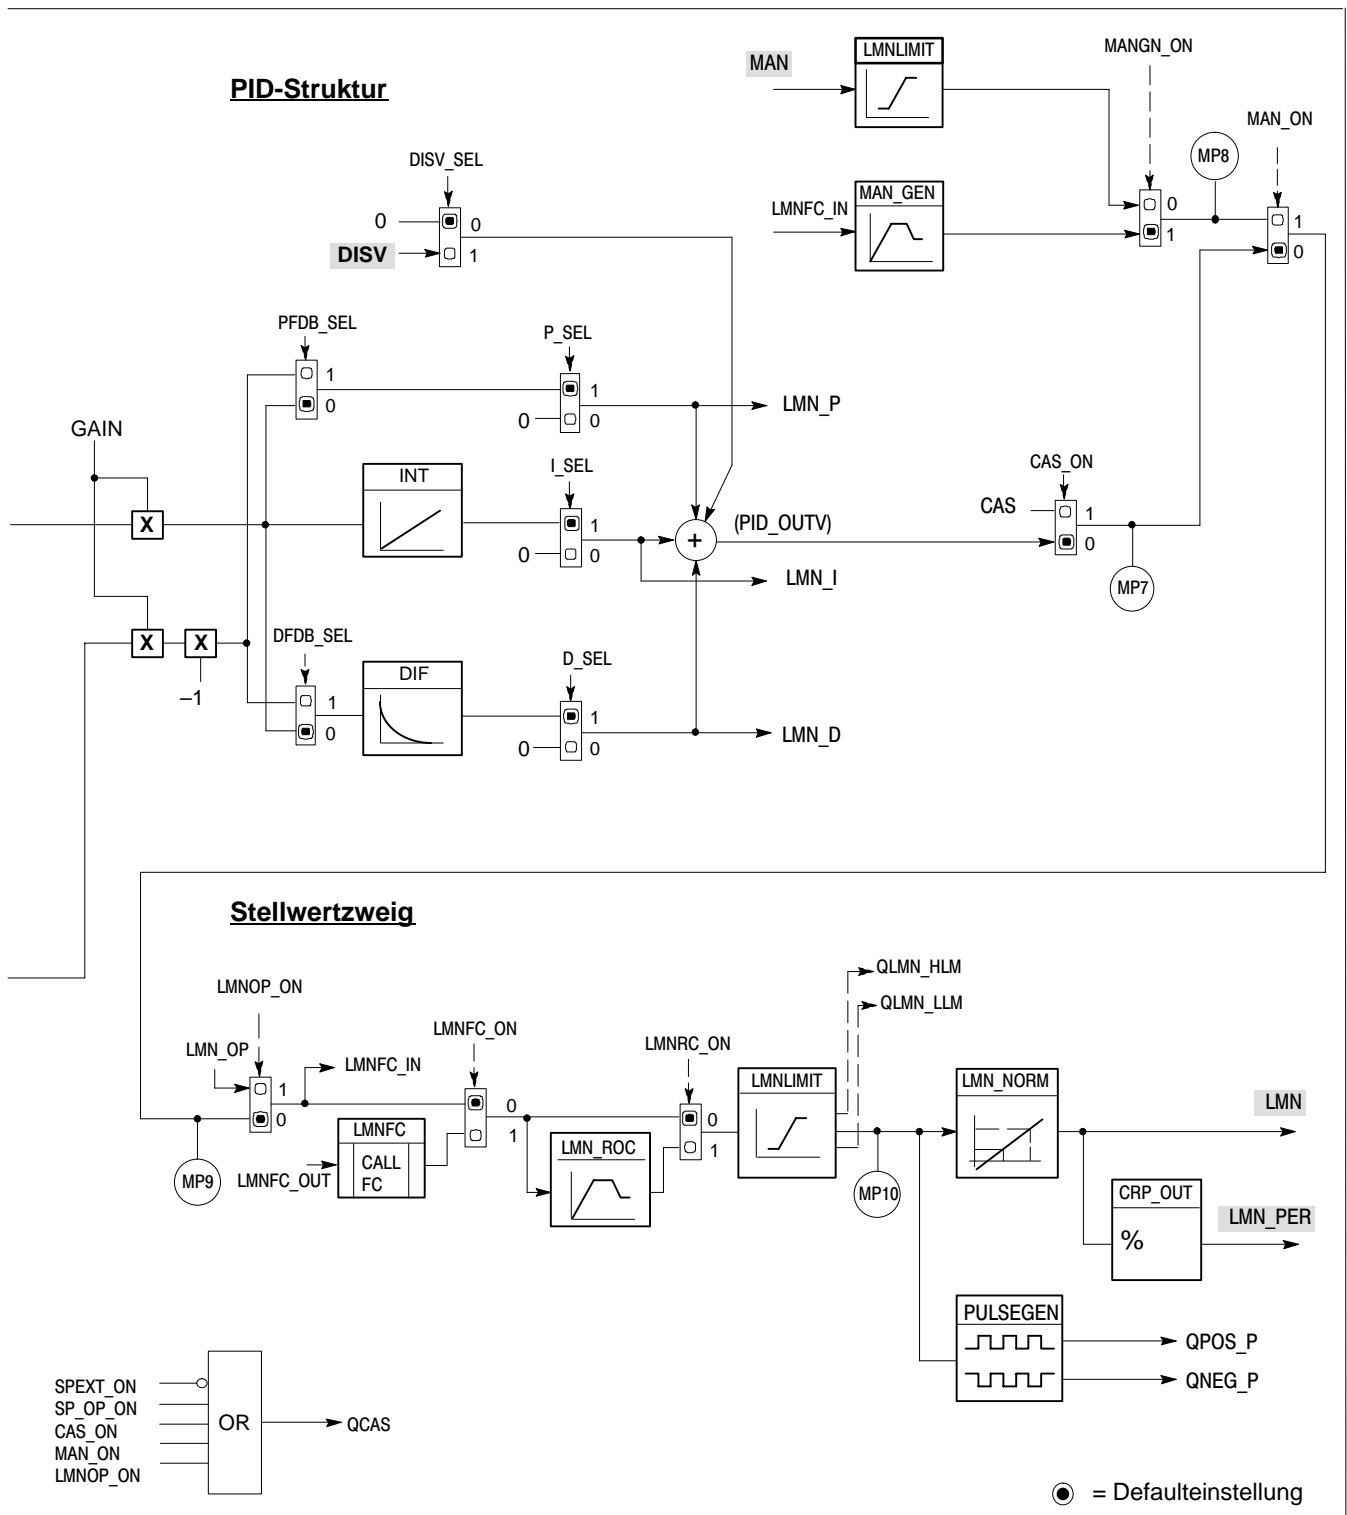 PID-Struktur
MAN
LMNLIMIT
MANGN_ON
MAN_ON
MP8
DISV_SEL
0
0
DISV
1
LMNFC_IN
MAN_GEN
0
1
1
0
PFDB_SEL
1
0
P_SEL
1
0
0
LMN_P
GAIN
X
INT
I_SEL
1
0
0
+
(PID_OUTV)
LMN_I
CAS_ON
CAS
1
0
MP7
X
X
–1
DFDB_SEL
1
0
DIF
D_SEL
1
0
0
LMN_D
Stellwertzweig
QLMN_HLM
QLMN_LLM
LMNOP_ON
LMN_OP
1
0
MP9
LMNFC_IN
LMNFC_ON
0
1
LMNFC
CALL
FC
LMNFC_OUT
LMN_ROC
LMNRC_ON
0
1
LMNLIMIT
MP10
LMN_NORM
LMN
CRP_OUT
%
LMN_PER
PULSEGEN
QPOS_P
QNEG_P
SPEXT_ON
SP_OP_ON
CAS_ON
MAN_ON
LMNOP_ON
OR
QCAS
= Defaulteinstellung